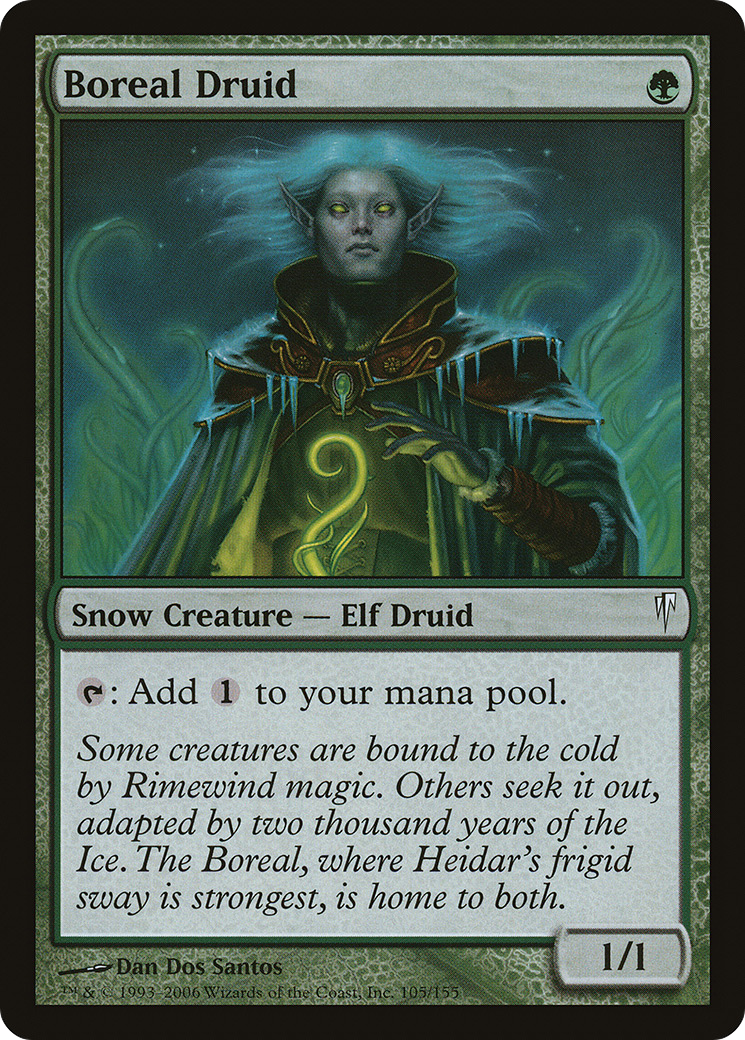 Boreal Druid
Snow Creature — Elf Druid
: Add 1 to your mana pool.
Some creatures are bound to the cold
by Rimewind magic. Others seek it out,
adapted by two thousand years of the
Ice. The Boreal, where Heidar's frigid
sway is strongest, is home to both.
1/1
Dan Dos Santos
™ & © 1993–2006 Wizards of the Coast, Inc. 105/155